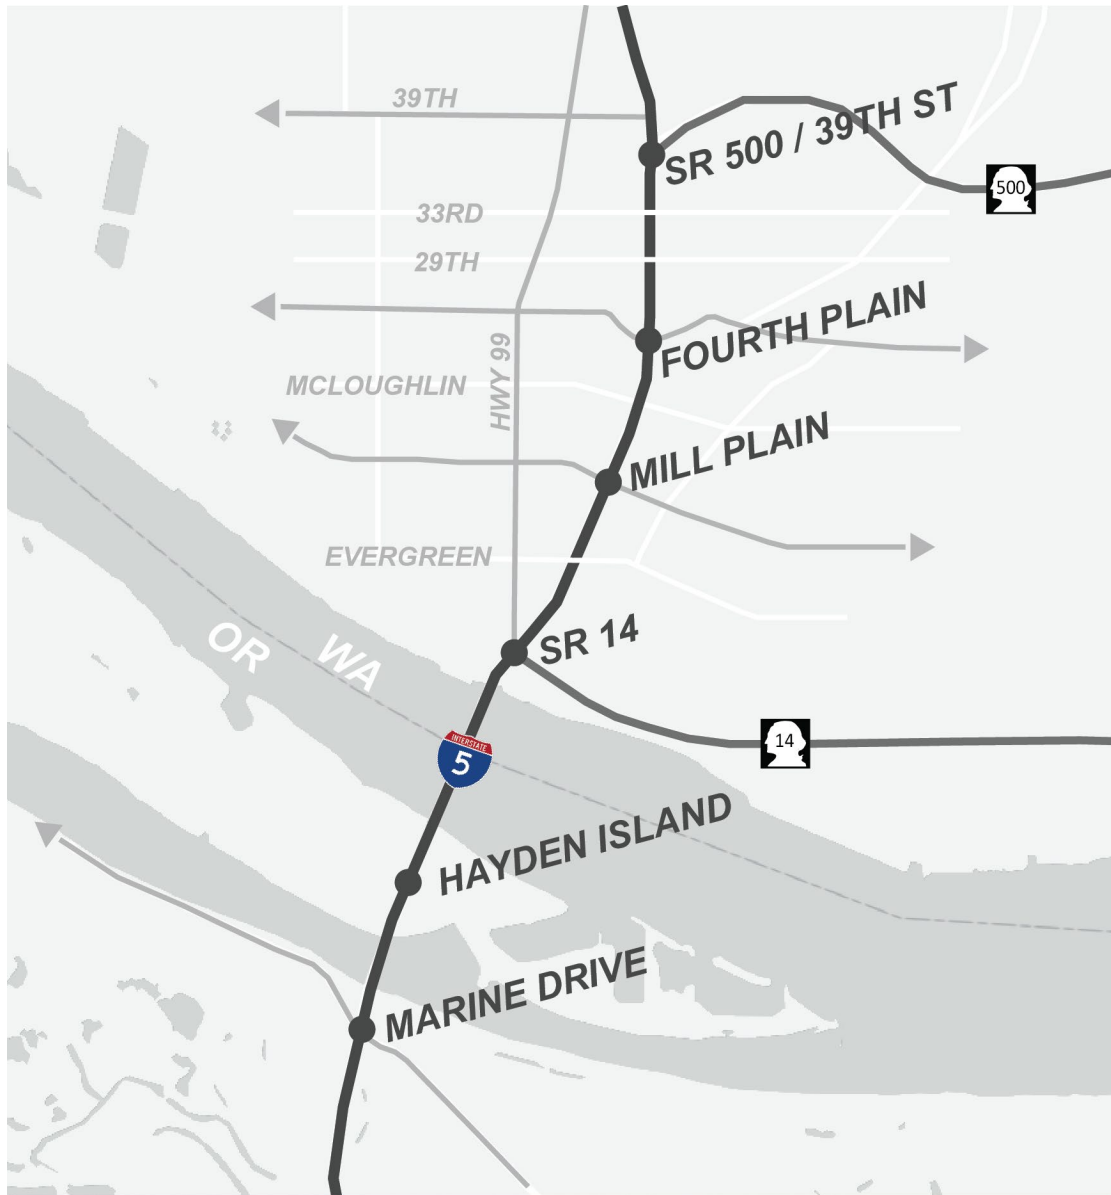 39TH
SR 500 / 39TH ST
500
33RD
29TH
FOURTH PLAIN
HWY 99
MCLOUGHLIN
MILL PLAIN
EVERGREEN
SR 14
OR
WA
14
INTERSTATE
5
HAYDEN ISLAND
MARINE DRIVE